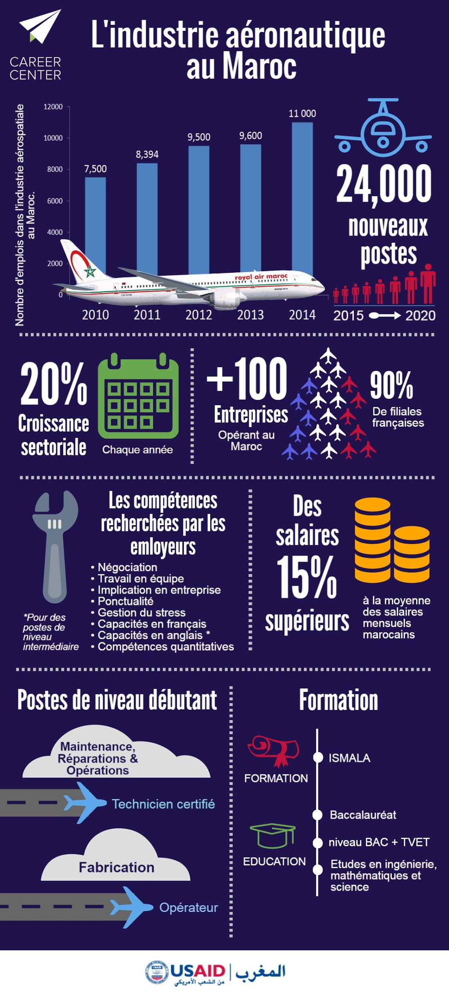 CAREER
CENTER
L'industrie aéronautique
au Maroc
Nombre d'emplois dans l'industrie aérospatiale
au Maroc.
12000
10000
8000
6000
4000
2000
0
7,500
8,394
9,500
9,600
11 000
royal air maroc
CN-RAM
2010
2011
2012
2013
2014
24,000
nouveaux
postes
2015
2020
20%
Croissance
sectoriale
Chaque année
+100
Entreprises
Opérant au
Maroc
90%
De filiales
françaises
Les compétences
recherchées par les
emloyeurs
• Négociation
• Travail en équipe
• Implication en entreprise
• Ponctualité
• Gestion du stress
• Capacités en français
• Capacités en anglais *
• Compétences quantitatives
*Pour des
postes de
niveau
intermédiaire
Des
salaires
15%
supérieurs
à la moyenne
des salaires
mensuels
marocains
Postes de niveau débutant
Maintenance,
Réparations &
Opérations
Technicien certifié
Fabrication
Opérateur
Formation
FORMATION
ISMALA
EDUCATION
Baccalauréat
niveau BAC + TVET
Etudes en ingénierie,
mathématiques et
science
USAID
USAID | المغرب
من الشعب الأمريكي